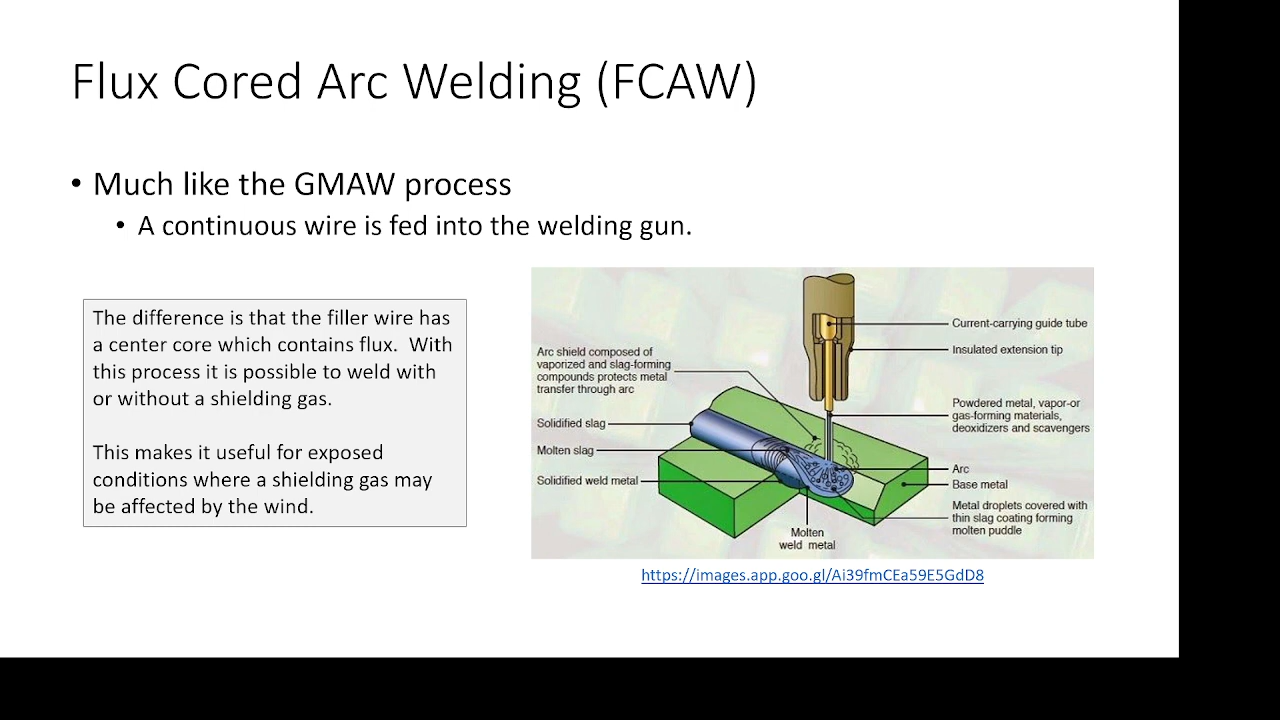 Flux Cored Arc Welding (FCAW)
• Much like the GMAW process
• A continuous wire is fed into the welding gun.
The difference is that the filler wire has
a center core which contains flux. With
this process it is possible to weld with
or without a shielding gas.
This makes it useful for exposed
conditions where a shielding gas may
be affected by the wind.
Arc shield composed of
vaporized and slag-forming
compounds protects metal
transfer through arc
Solidified slag
Molten slag
Solidified weld metal
Molten
weld metal
Current-carrying guide tube
Insulated extension tip
Powdered metal, vapor-or
gas-forming materials,
deoxidizers and scavengers
Arc
Base metal
Metal droplets covered with
thin slag coating forming
molten puddle
https://images.app.goo.gl/Ai39fmCEa59E5GdD8